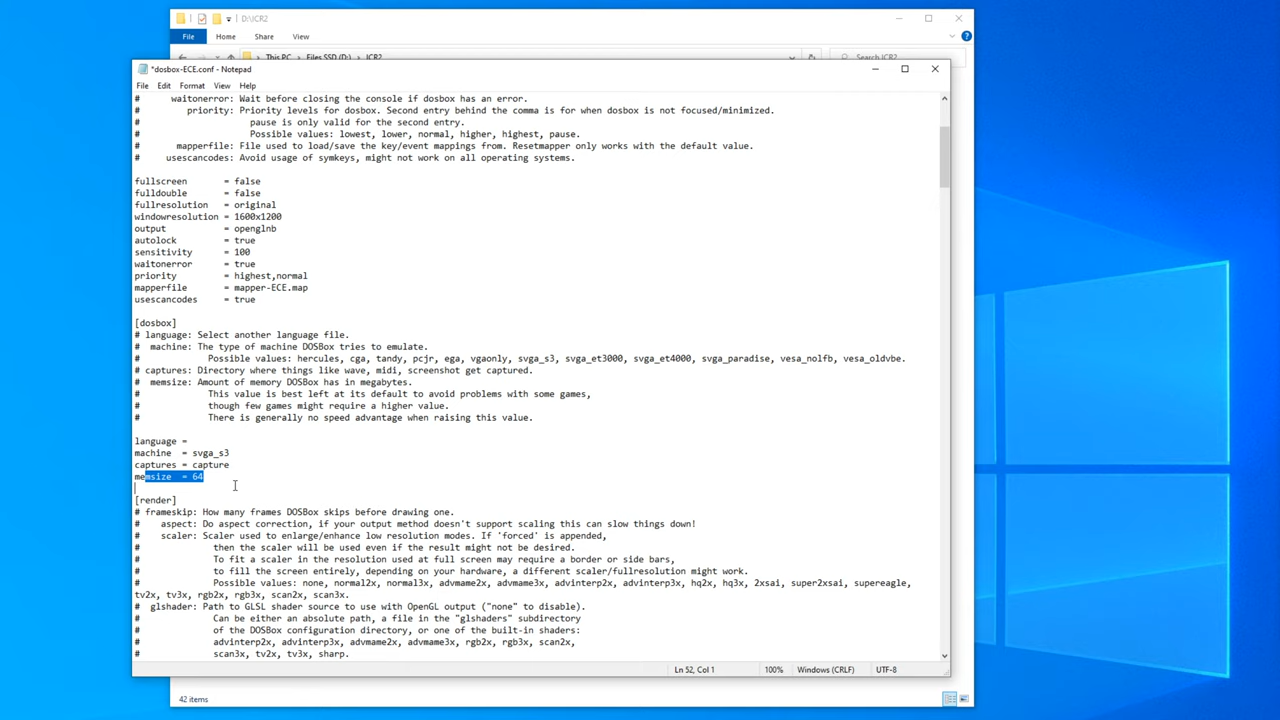 D:\ICR2
File
Home
Share
View
This PC
Files SSD (D:)
ICR2
Search ICR2
*dosbox-ECE.conf - Notepad
File Edit Format View Help
# waitonerror: Wait before closing the console if dosbox has an error.
# priority: Priority levels for dosbox. Second entry behind the comma is for when dosbox is not focused/minimized.
# pause is only valid for the second entry.
# Possible values: lowest, lower, normal, higher, highest, pause.
# mapperfile: File used to load/save the key/event mappings from. Resetmapper only works with the default value.
# usescancodes: Avoid usage of symkeys, might not work on all operating systems.
fullscreen = false
fulldouble = false
fullresolution = original
windowresolution = 1600x1200
output = openglnb
autolock = true
sensitivity = 100
waitonerror = true
priority = highest,normal
mapperfile = mapper-ECE.map
usescancodes = true
[dosbox]
# language: Select another language file.
# machine: The type of machine DOSBox tries to emulate.
# Possible values: hercules, cga, tandy, pcjr, ega, vgaonly, svga_s3, svga_et3000, svga_et4000, svga_paradise, vesa_nolfb, vesa_oldvbe.
# captures: Directory where things like wave, midi, screenshot get captured.
# memsize: Amount of memory DOSBox has in megabytes.
# This value is best left at its default to avoid problems with some games,
# though few games might require a higher value.
# There is generally no speed advantage when raising this value.
language =
machine = svga_s3
captures = capture
memsize = 64
[render]
# frameskip: How many frames DOSBox skips before drawing one.
# aspect: Do aspect correction, if your output method doesn't support scaling this can slow things down!
# scaler: Scaler used to enlarge/enhance low resolution modes. If 'forced' is appended,
# then the scaler will be used even if the result might not be desired.
# To fit a scaler in the resolution used at full screen may require a border or side bars,
# to fill the screen entirely, depending on your hardware, a different scaler/fullresolution might work.
# Possible values: none, normal2x, normal3x, advmame2x, advmame3x, advinterp2x, advinterp3x, hq2x, hq3x, 2xsai, super2xsai, supereagle,
tv2x, tv3x, rgb2x, rgb3x, scan2x, scan3x.
# glshader: Path to GLSL shader source to use with OpenGL output ("none" to disable).
# Can be either an absolute path, a file in the "glshaders" subdirectory
# of the DOSBox configuration directory, or one of the built-in shaders:
# advinterp2x, advinterp3x, advmame2x, advmame3x, rgb2x, rgb3x, scan2x,
# scan3x, tv2x, tv3x, sharp.
Ln 52, Col 1
100%
Windows (CRLF)
UTF-8
42 items